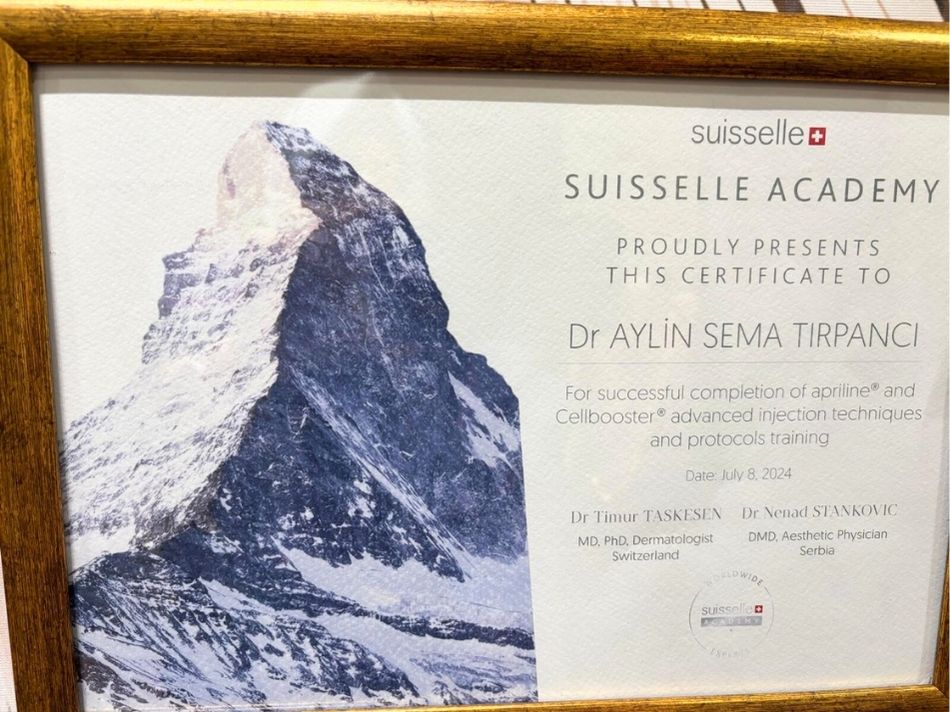 suisselle
SUISSELLE ACADEMY
PROUDLY PRESENTS
THIS CERTIFICATE TO
Dr AYLİN SEMA TIRPANCI
For successful completion of apriline® and
Cellbooster® advanced injection techniques
and protocols training
Date: July 8, 2024
Dr Timur TASKESEN
MD, PhD, Dermatologist
Switzerland
Dr Nenad STANKOVIC
DMD, Aesthetic Physician
Serbia
WORLDWIDE
suisselle
ACADEMY
EXPERTS